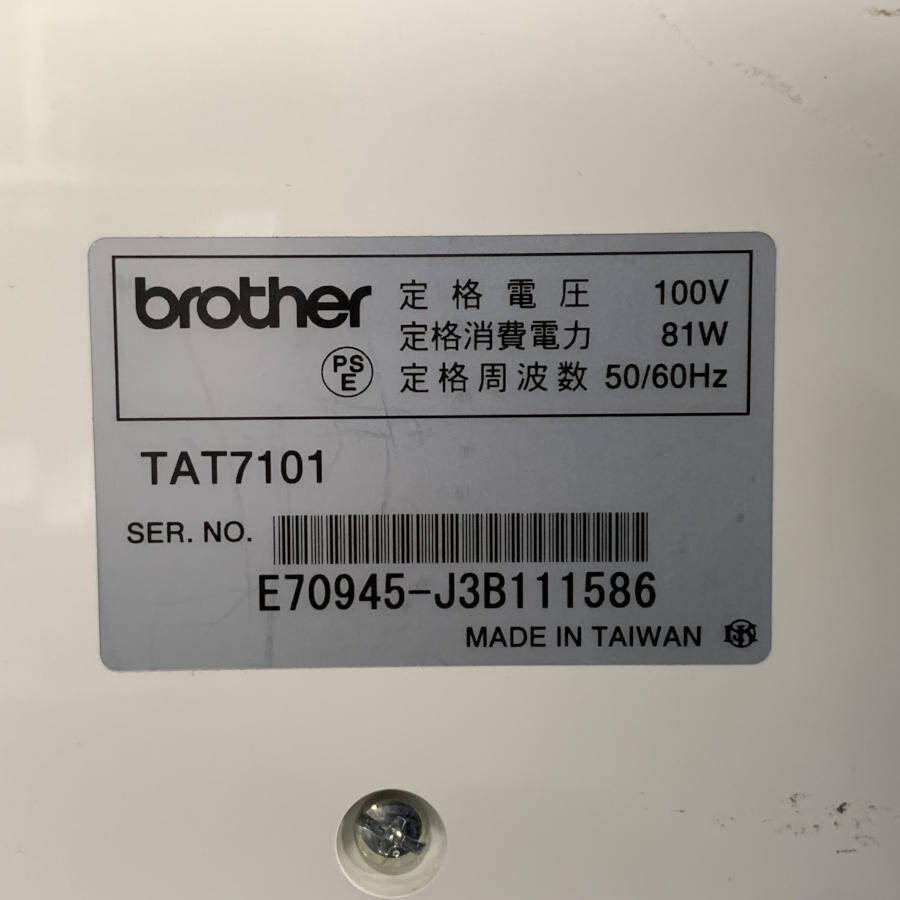 brother
定格電圧 100V
定格消費電力 81W
PS
E
定格周波数 50/60Hz
TAT7101
SER. NO.
E70945-J3B111586
MADE IN TAIWAN